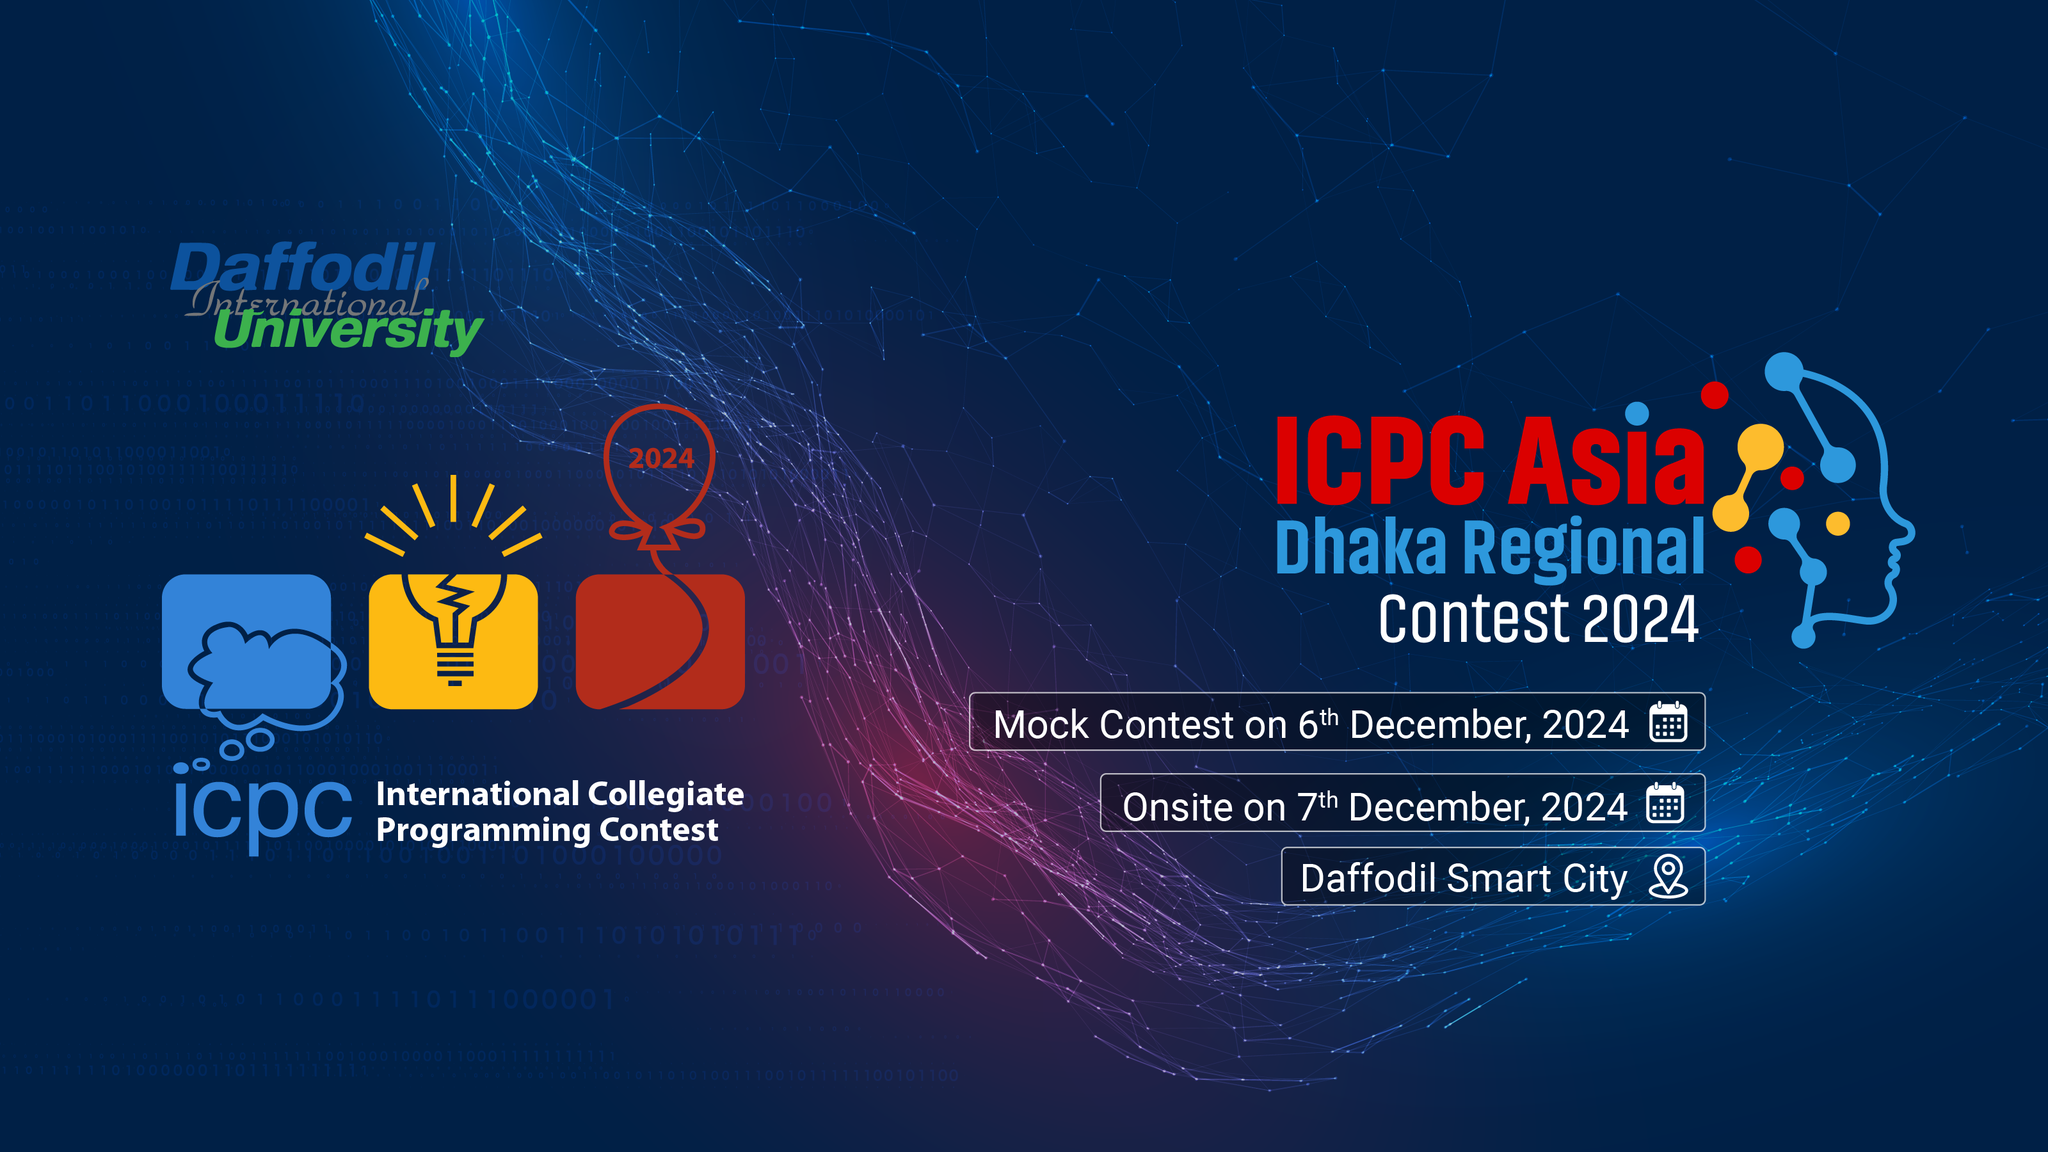 Daffodil
International
University
2024
icpc
International Collegiate
Programming Contest
ICPC Asia
Dhaka Regional
Contest 2024
Mock Contest on 6th December, 2024
Onsite on 7th December, 2024
Daffodil Smart City